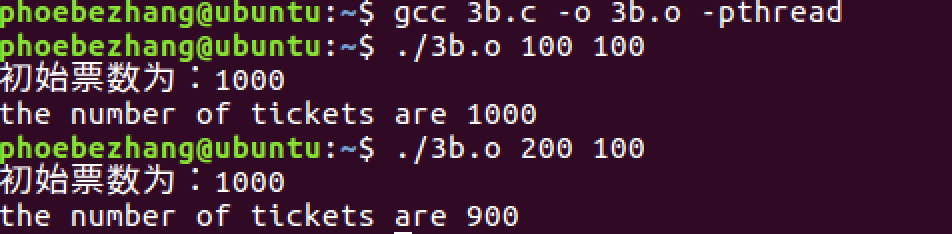 phoebezhang@ubuntu:~$ gcc 3b.c -o 3b.o -pthread
phoebezhang@ubuntu:~$ ./3b.o 100 100
初始票数为：1000
the number of tickets are 1000
phoebezhang@ubuntu:~$ ./3b.o 200 100
初始票数为：1000
the number of tickets are 900